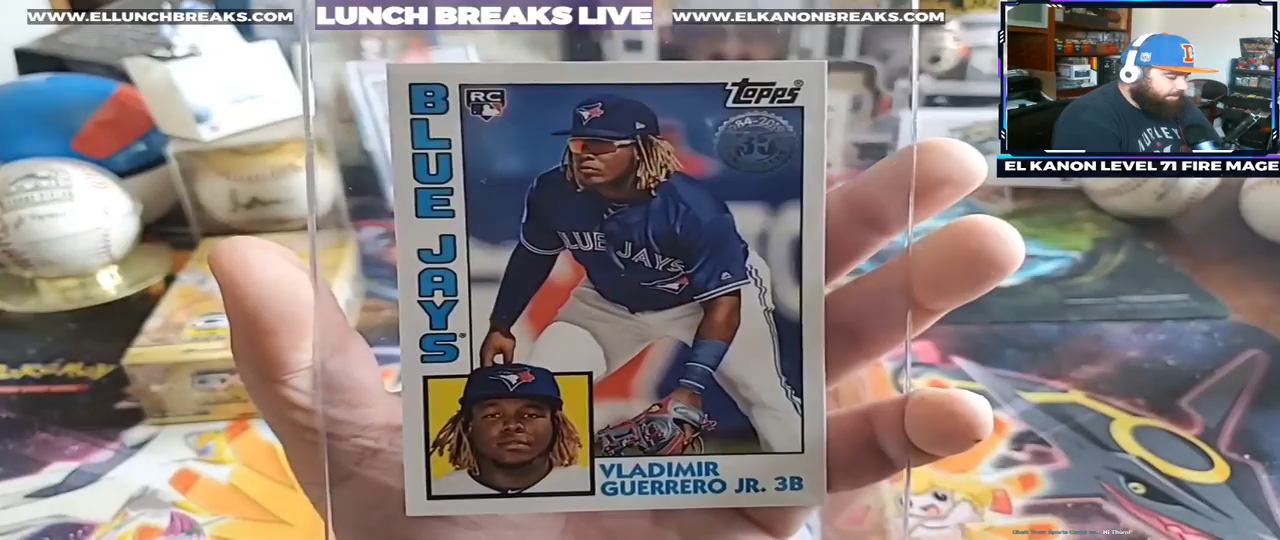 WWW.ELLUNCHBREAKS.COM
LUNCH BREAKS LIVE
WWW.ELKANONBREAKS.COM
EL KANON LEVEL 71 FIRE MAGE
BLUE JAYS
RC
Topps®
BLUE JAYS
VLADIMIR
GUERRERO JR. 3B